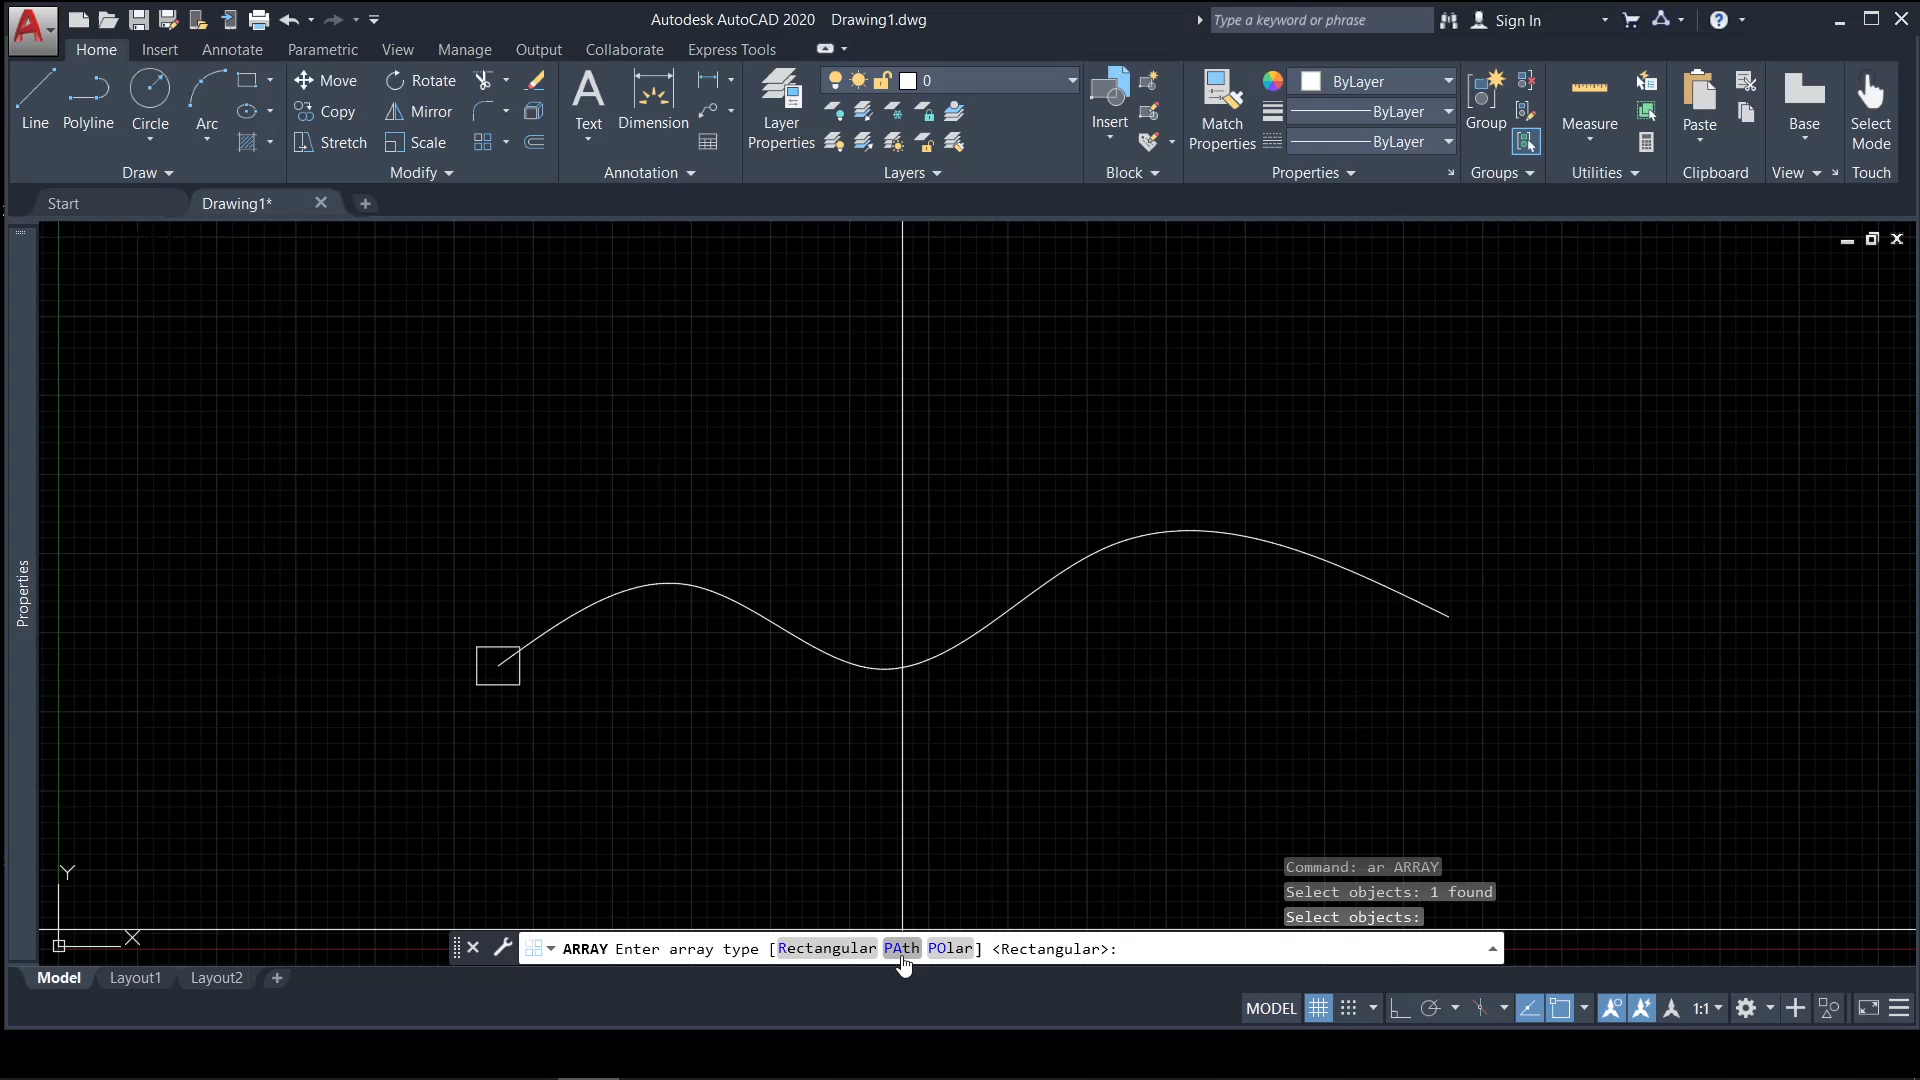 Autodesk AutoCAD 2020 Drawing1.dwg
Type a keyword or phrase
Sign In
Home Insert Annotate Parametric View Manage Output Collaborate Express Tools
Line Polyline Circle Arc
Draw
Move Rotate
Copy Mirror
Stretch Scale
Modify
Text Dimension
Annotation
Layer
Properties
0
Layers
Insert
Block
Match
Properties
ByLayer
ByLayer
ByLayer
Properties
Group
Groups
Measure
Utilities
Paste
Clipboard
Base
View
Select
Mode
Touch
Start Drawing1*
Properties
Y
X
Command: ar ARRAY
Select objects: 1 found
Select objects:
ARRAY Enter array type [Rectangular PAth POlar] <Rectangular>:
Model Layout1 Layout2
MODEL 1:1